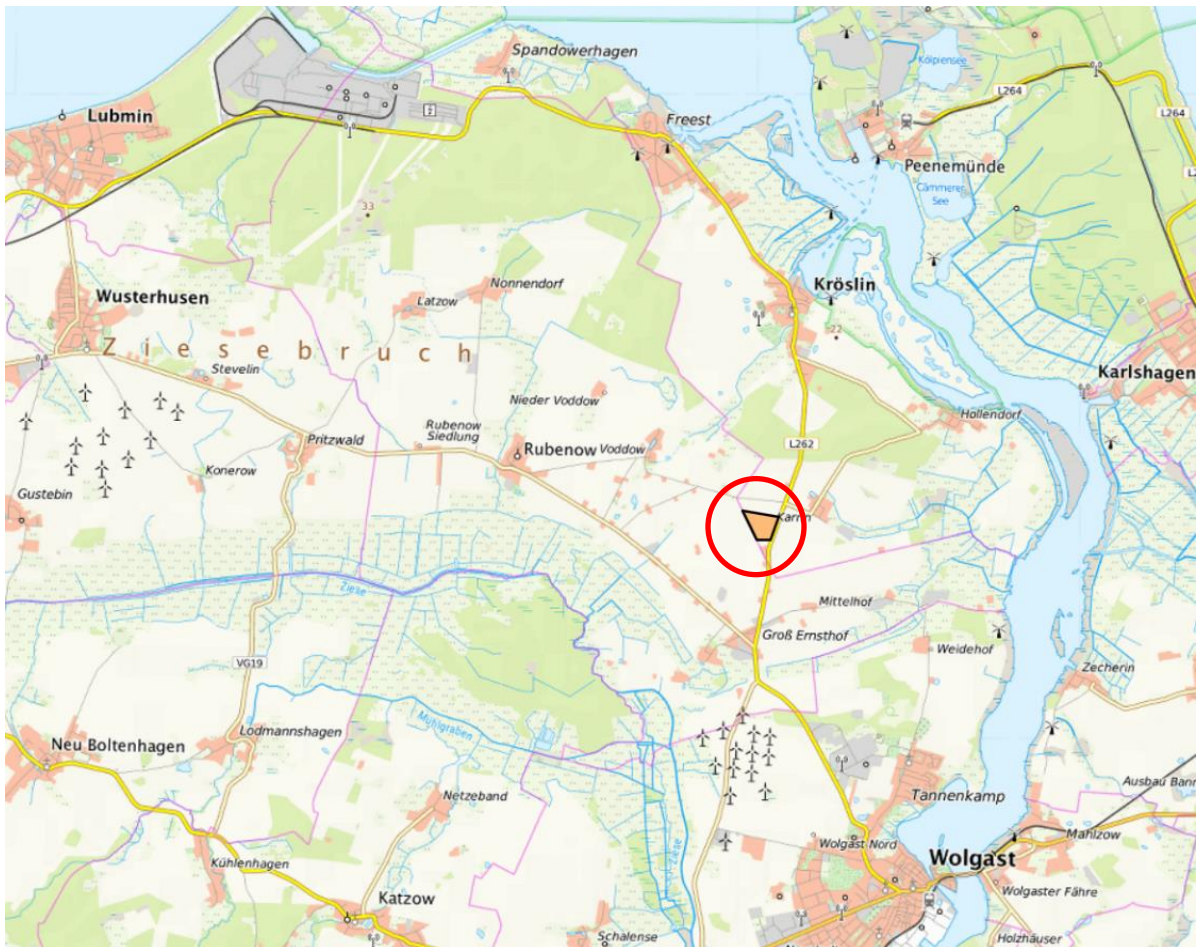 Spandowerhagen
Kölpiensee
L264
Lubmin
L264
Freest
Peenemünde
Cämmerer
See
33
Nonnendorf
Latzow
Wusterhusen
Kröslin
22
Ziesebruch
Stevelin
Karlshagen
Nieder Voddow
Hollendorf
Rubenow
Siedlung
Pritzwald
Rubenow
Voddow
L262
Konerow
Gustebin
Karrin
Ziese
Mittelhof
Groß Ernsthof
Weidehof
VG19
Zecherin
Mühlgraben
Lodmannshagen
Neu Boltenhagen
Ausbau Bann
Netzeband
Tannenkamp
Mahlzow
Wolgast Nord
Wolgast
Kühlenhagen
Wolgaster Fähre
Katzow
Schalense
Holzhäuser